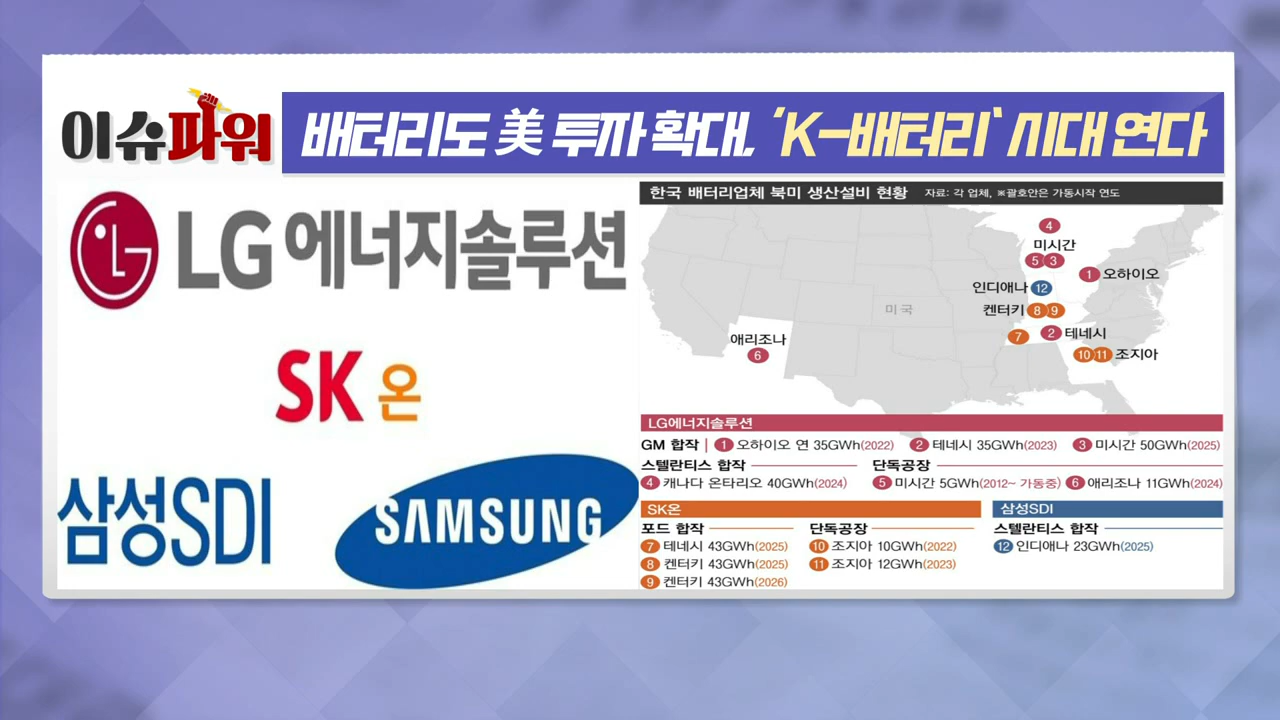 이슈파워
배터리도 美 투자 확대, 'K-배터리' 시대 연다
LG 에너지솔루션
SK 온
삼성SDI
SAMSUNG
한국 배터리업체 북미 생산설비 현황 자료: 각 업체, ※괄호안은 가동시작 연도
4
미시간
5 3
1 오하이오
인디애나 12
켄터키 8 9
미국
7
2 테네시
애리조나
6
10 11 조지아
LG에너지솔루션
GM 합작 | 1 오하이오 연 35GWh(2022) 2 테네시 35GWh(2023) 3 미시간 50GWh(2025)
스텔란티스 합작 단독공장
4 캐나다 온타리오 40GWh(2024) 5 미시간 5GWh(2012~ 가동중) 6 애리조나 11GWh(2024)
SK온 삼성SDI
포드 합작 단독공장 스텔란티스 합작
7 테네시 43GWh(2025) 10 조지아 10GWh(2022) 12 인디애나 23GWh(2025)
8 켄터키 43GWh(2025) 11 조지아 12GWh(2023)
9 켄터키 43GWh(2026)